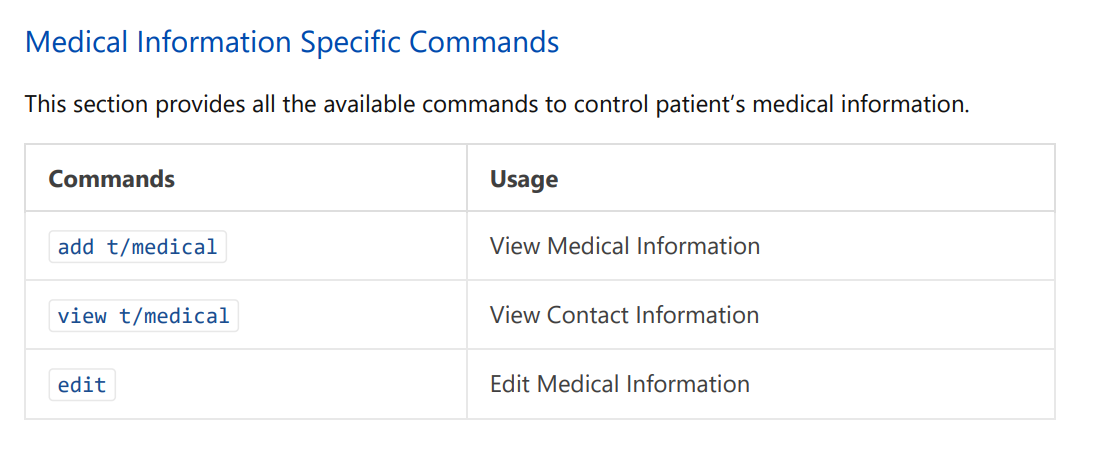 Medical Information Specific Commands
This section provides all the available commands to control patient’s medical information.
Commands Usage
add t/medical View Medical Information
view t/medical View Contact Information
edit Edit Medical Information